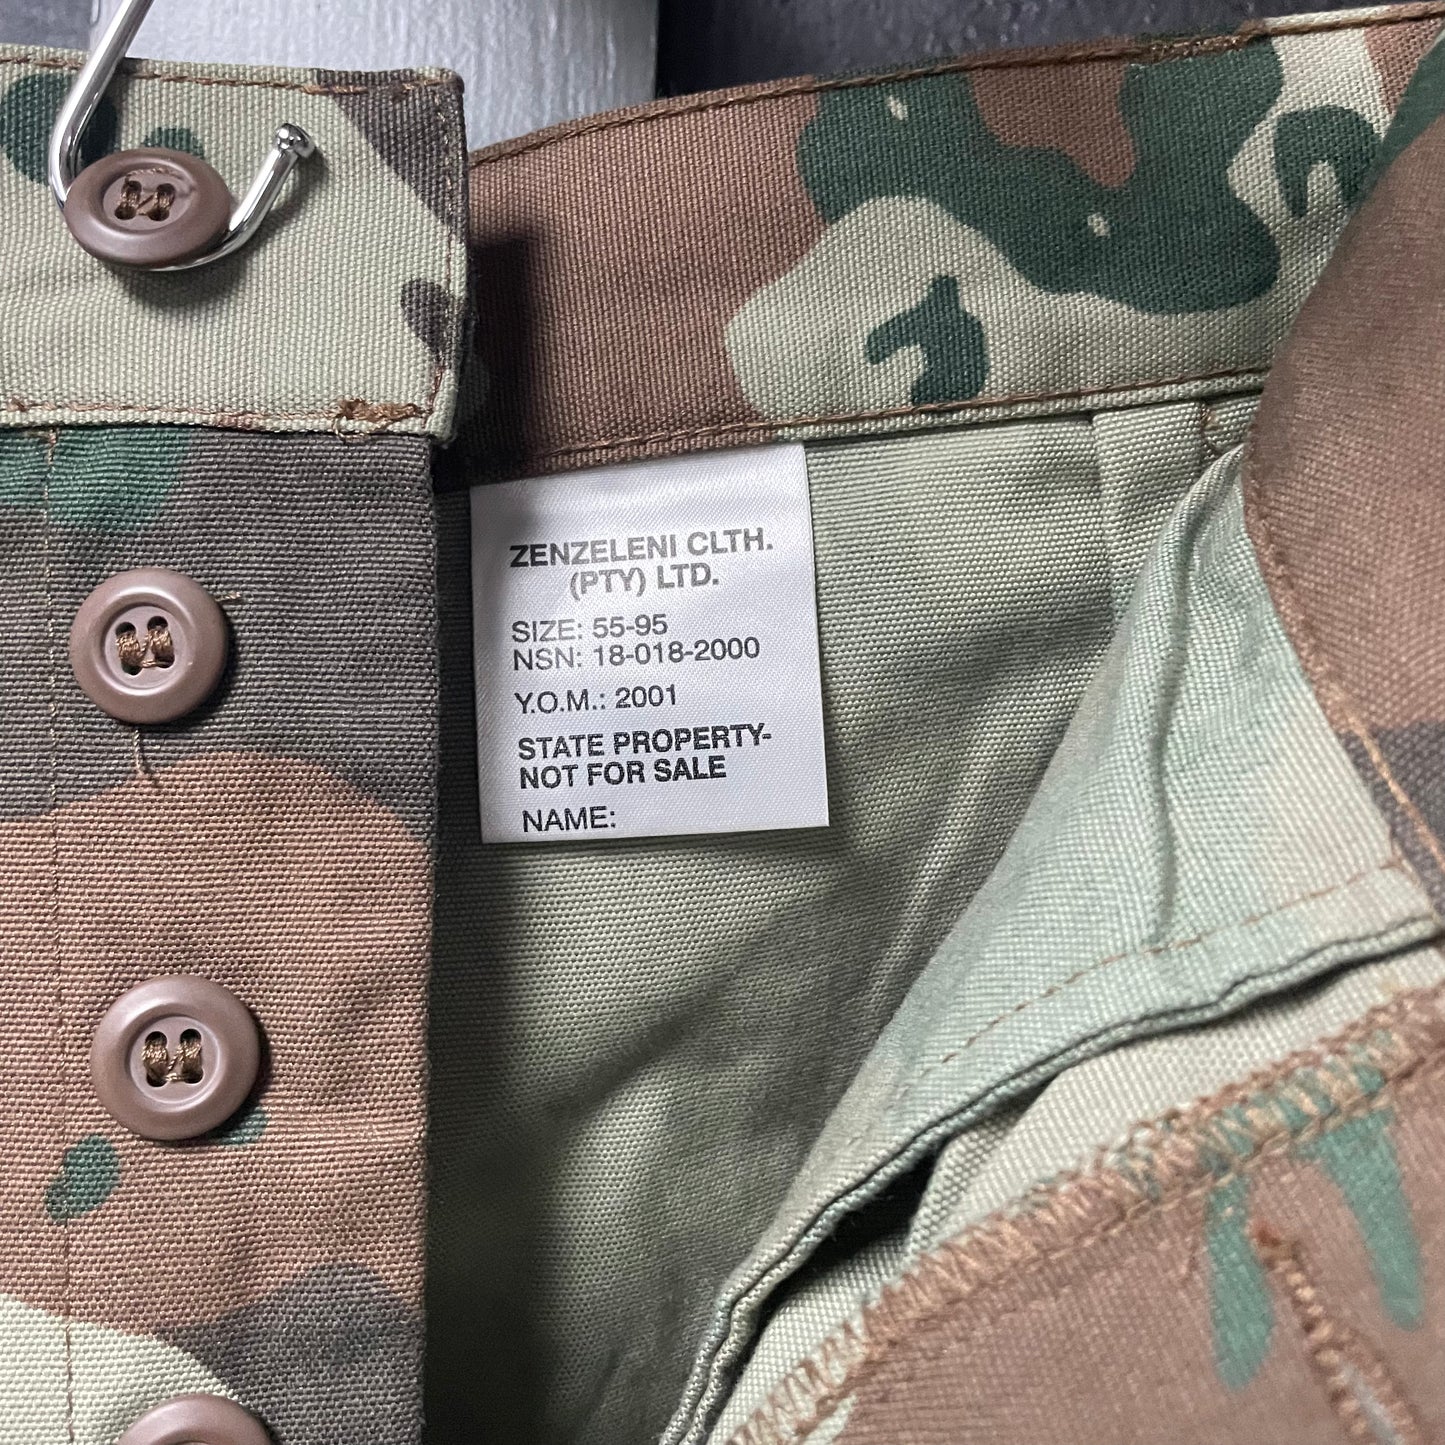 ZENZELENI CLTH.
(PTY) LTD.
SIZE: 55-95
NSN: 18-018-2000
Y.O.M.: 2001
STATE PROPERTY-
NOT FOR SALE
NAME: